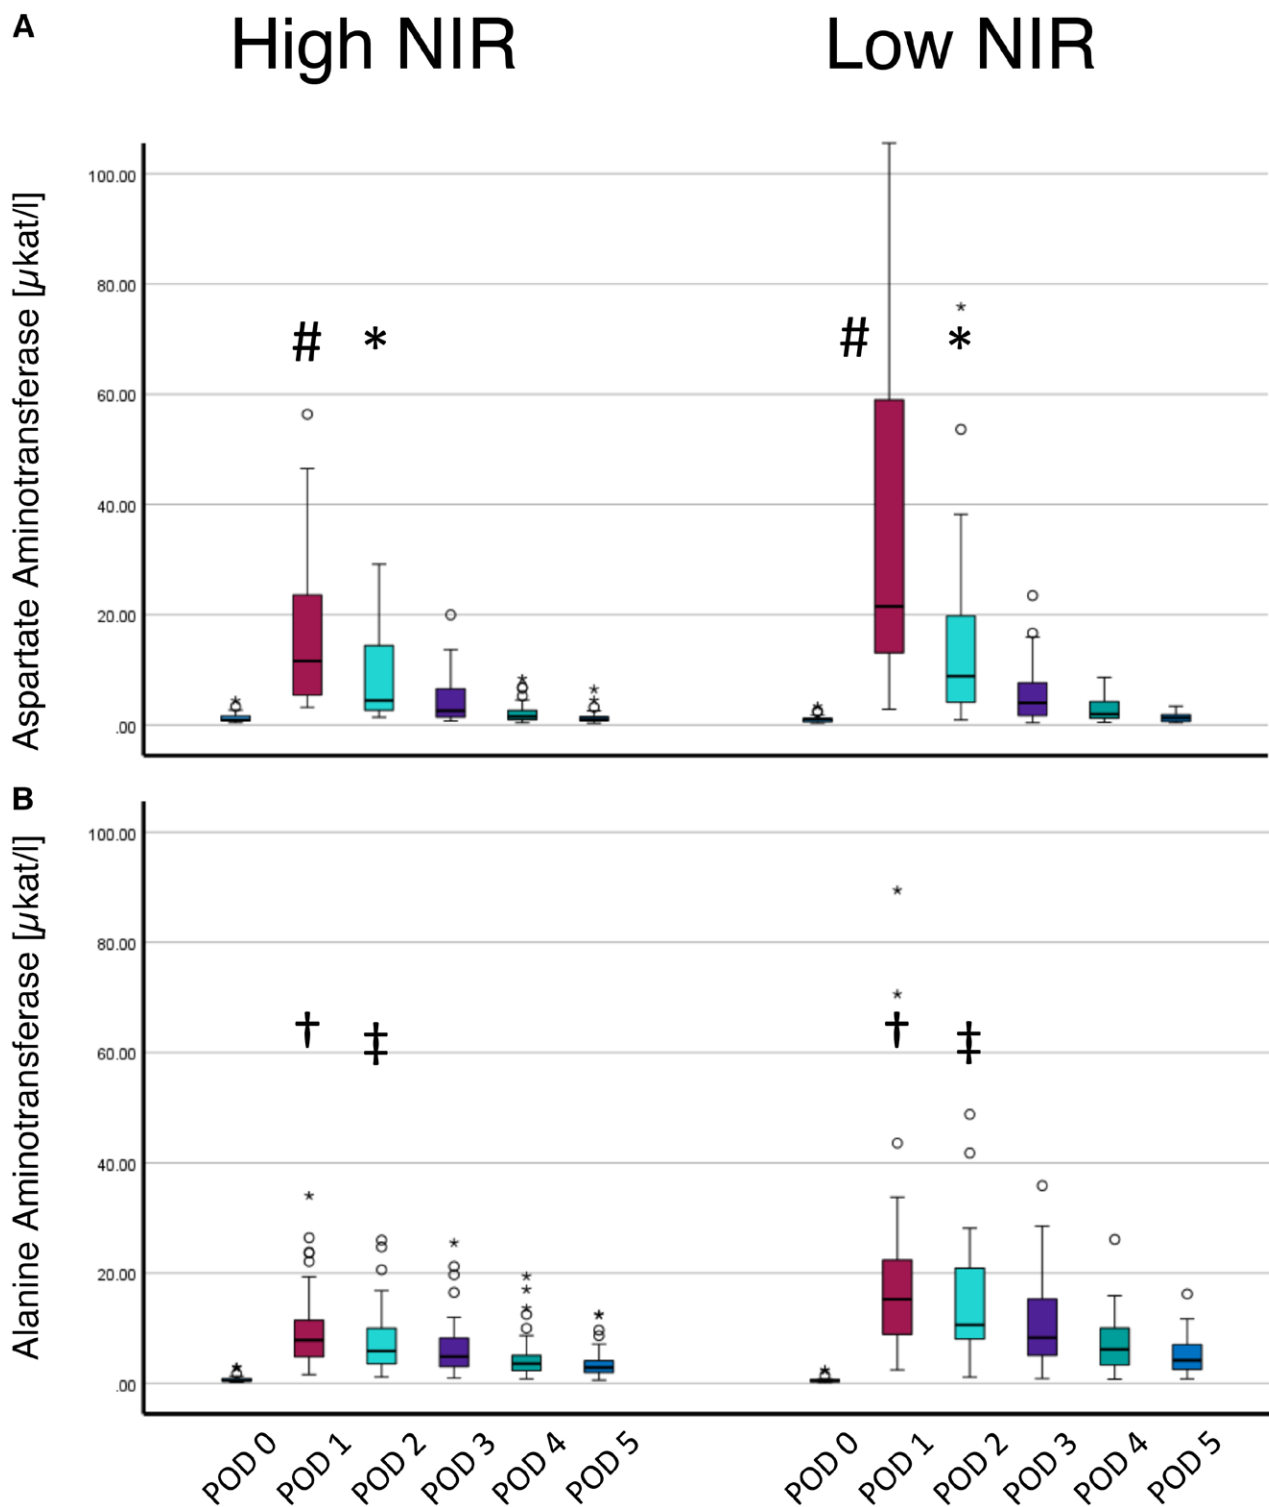 A
High NIR Low NIR
Aspartate Aminotransferase [µkat/l]
100.00
80.00
# * # *
60.00
40.00
20.00
.00
B
Alanine Aminotransferase [µkat/l]
100.00
80.00
† ‡ † ‡
60.00
40.00
20.00
.00
POD 0 POD 1 POD 2 POD 3 POD 4 POD 5 POD 0 POD 1 POD 2 POD 3 POD 4 POD 5